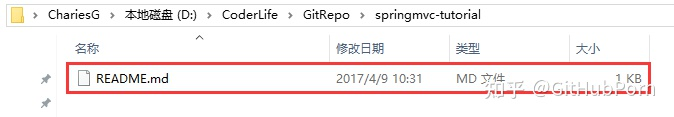 CharlesG > 本地磁盘 (D:) > CoderLife > GitRepo > springmvc-tutorial
名称 修改日期 类型 大小
README.md 2017/4/9 10:31 MD 文件 1 KB
知乎 @GitHubPorn